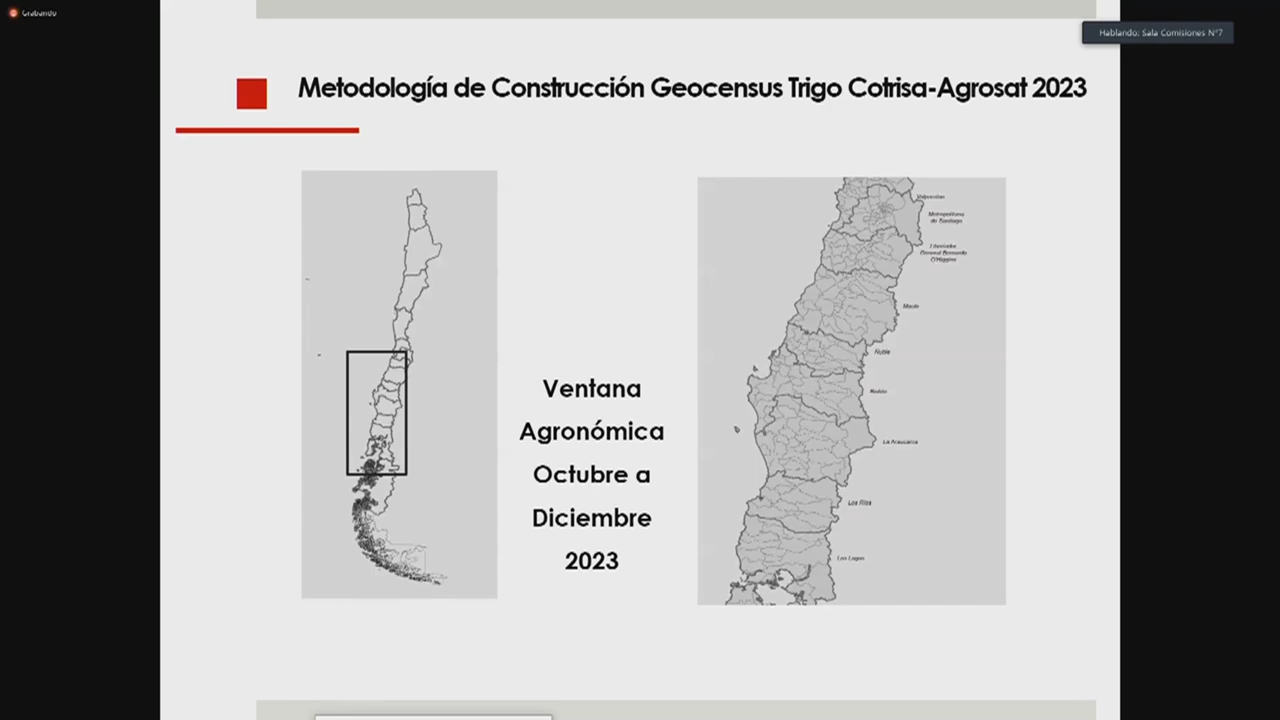 Grabando
Hablando: Sala Comisiones N°7
Metodología de Construcción Geocensus Trigo Cotrisa-Agrosat 2023
Ventana
Agronómica
Octubre a
Diciembre
2023
Valparaíso
Metropolitana
de Santiago
Libertador
General Bernardo
O'Higgins
Maule
Ñuble
Biobío
La Araucanía
Los Ríos
Los Lagos